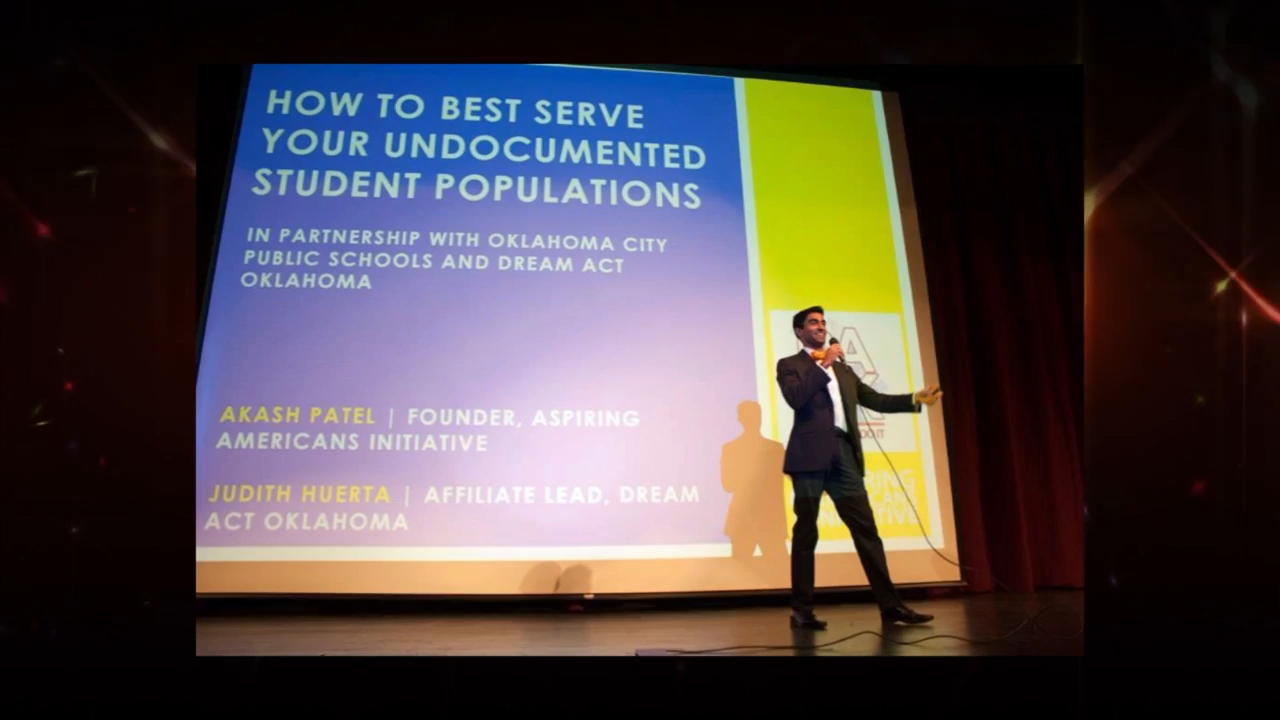 HOW TO BEST SERVE
YOUR UNDOCUMENTED
STUDENT POPULATIONS
IN PARTNERSHIP WITH OKLAHOMA CITY
PUBLIC SCHOOLS AND DREAM ACT
OKLAHOMA
AKASH PATEL | FOUNDER, ASPIRING
AMERICANS INITIATIVE
JUDITH HUERTA | AFFILIATE LEAD, DREAM
ACT OKLAHOMA